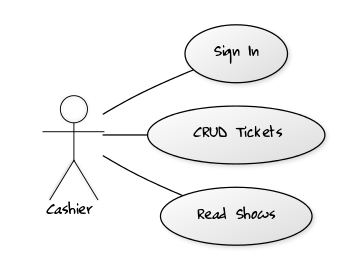 Sign In
CRUD Tickets
Cashier
Read Shows